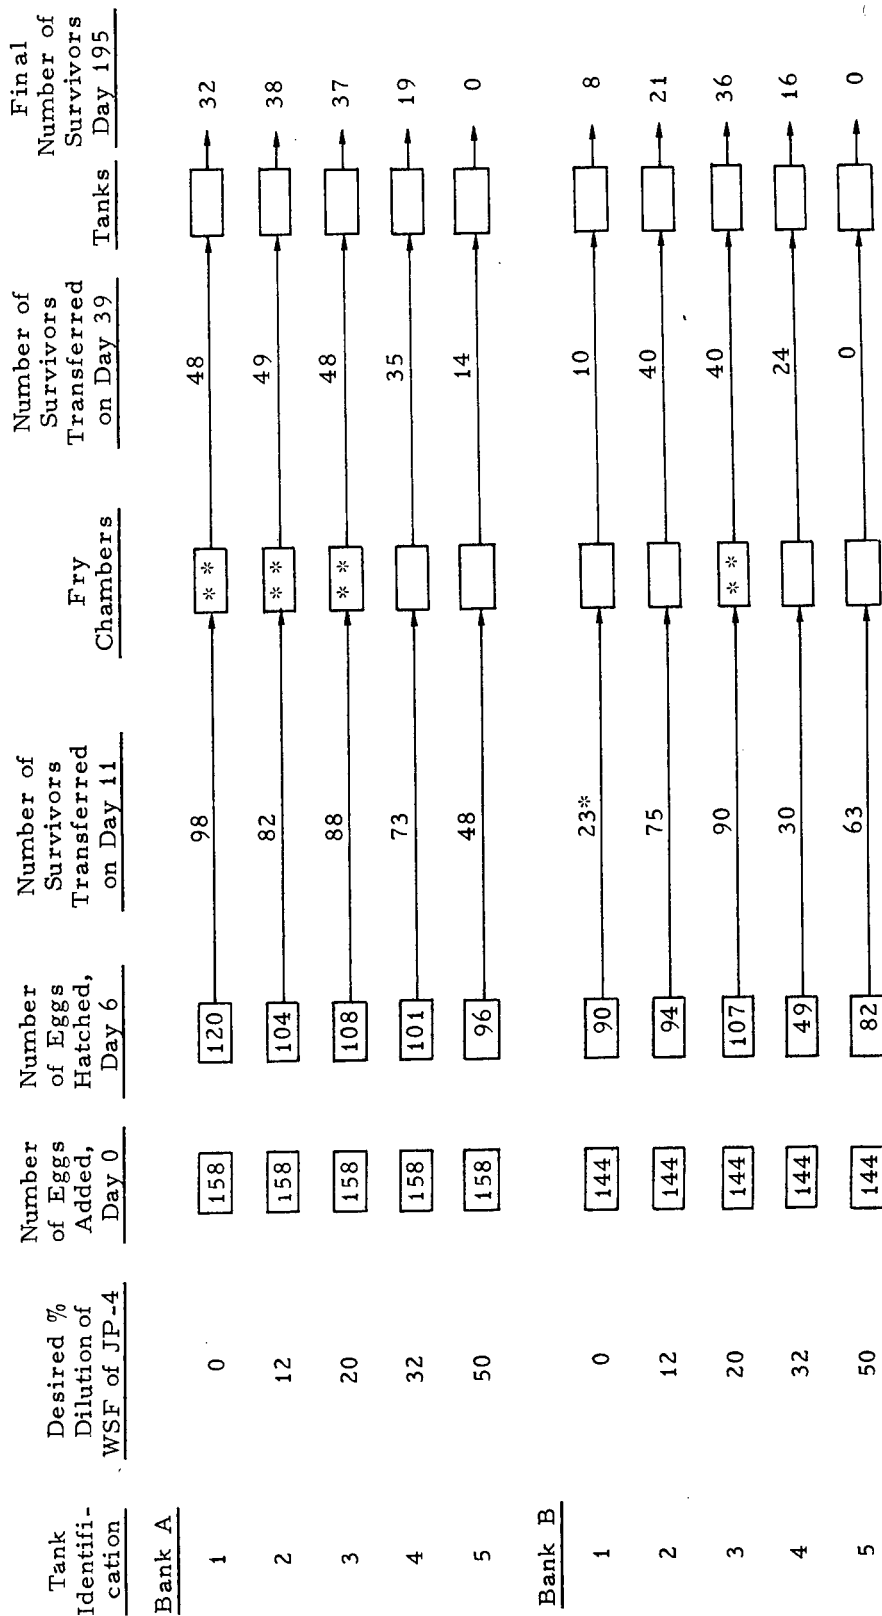 Tank Identifi- cation
Desired % Dilution of WSF of JP-4
Number of Eggs Added, Day 0
Number of Eggs Hatched, Day 6
Number of Survivors Transferred on Day 11
Fry Chambers
Number of Survivors Transferred on Day 39
Tanks
Final Number of Survivors Day 195
Bank A
1 0 158 120 98 ** 48 32
2 12 158 104 82 ** 49 38
3 20 158 108 88 ** 48 37
4 32 158 101 73 35 19
5 50 158 96 48 14 0
Bank B
1 0 144 90 23* 10 8
2 12 144 94 75 40 21
3 20 144 107 90 ** 40 36
4 32 144 49 30 24 16
5 50 144 82 63 0 0